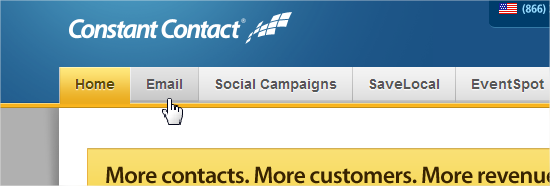 (866)
Constant Contact®
Home Email Social Campaigns SaveLocal EventSpot
More contacts. More customers. More revenue